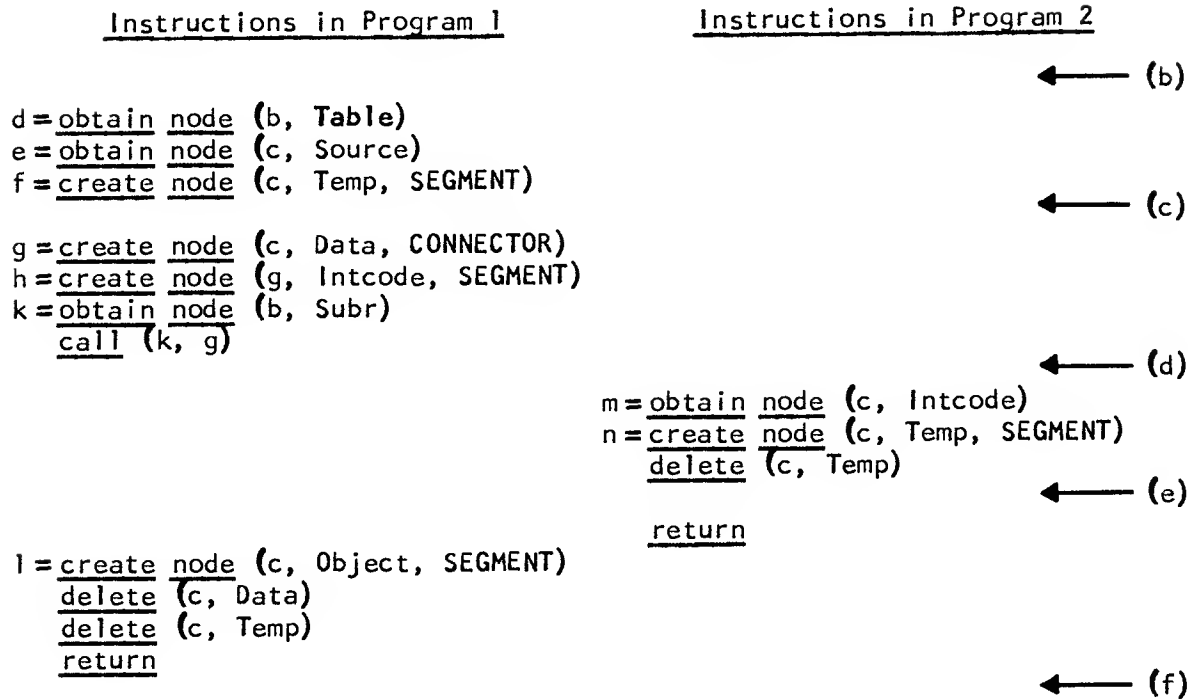 Instructions in Program 1 Instructions in Program 2
(b)
d = obtain node (b, Table)
e = obtain node (c, Source)
f = create node (c, Temp, SEGMENT)
(c)
g = create node (c, Data, CONNECTOR)
h = create node (g, Intcode, SEGMENT)
k = obtain node (b, Subr)
call (k, g)
(d)
m = obtain node (c, Intcode)
n = create node (c, Temp, SEGMENT)
delete (c, Temp)
(e)
return
l = create node (c, Object, SEGMENT)
delete (c, Data)
delete (c, Temp)
return
(f)